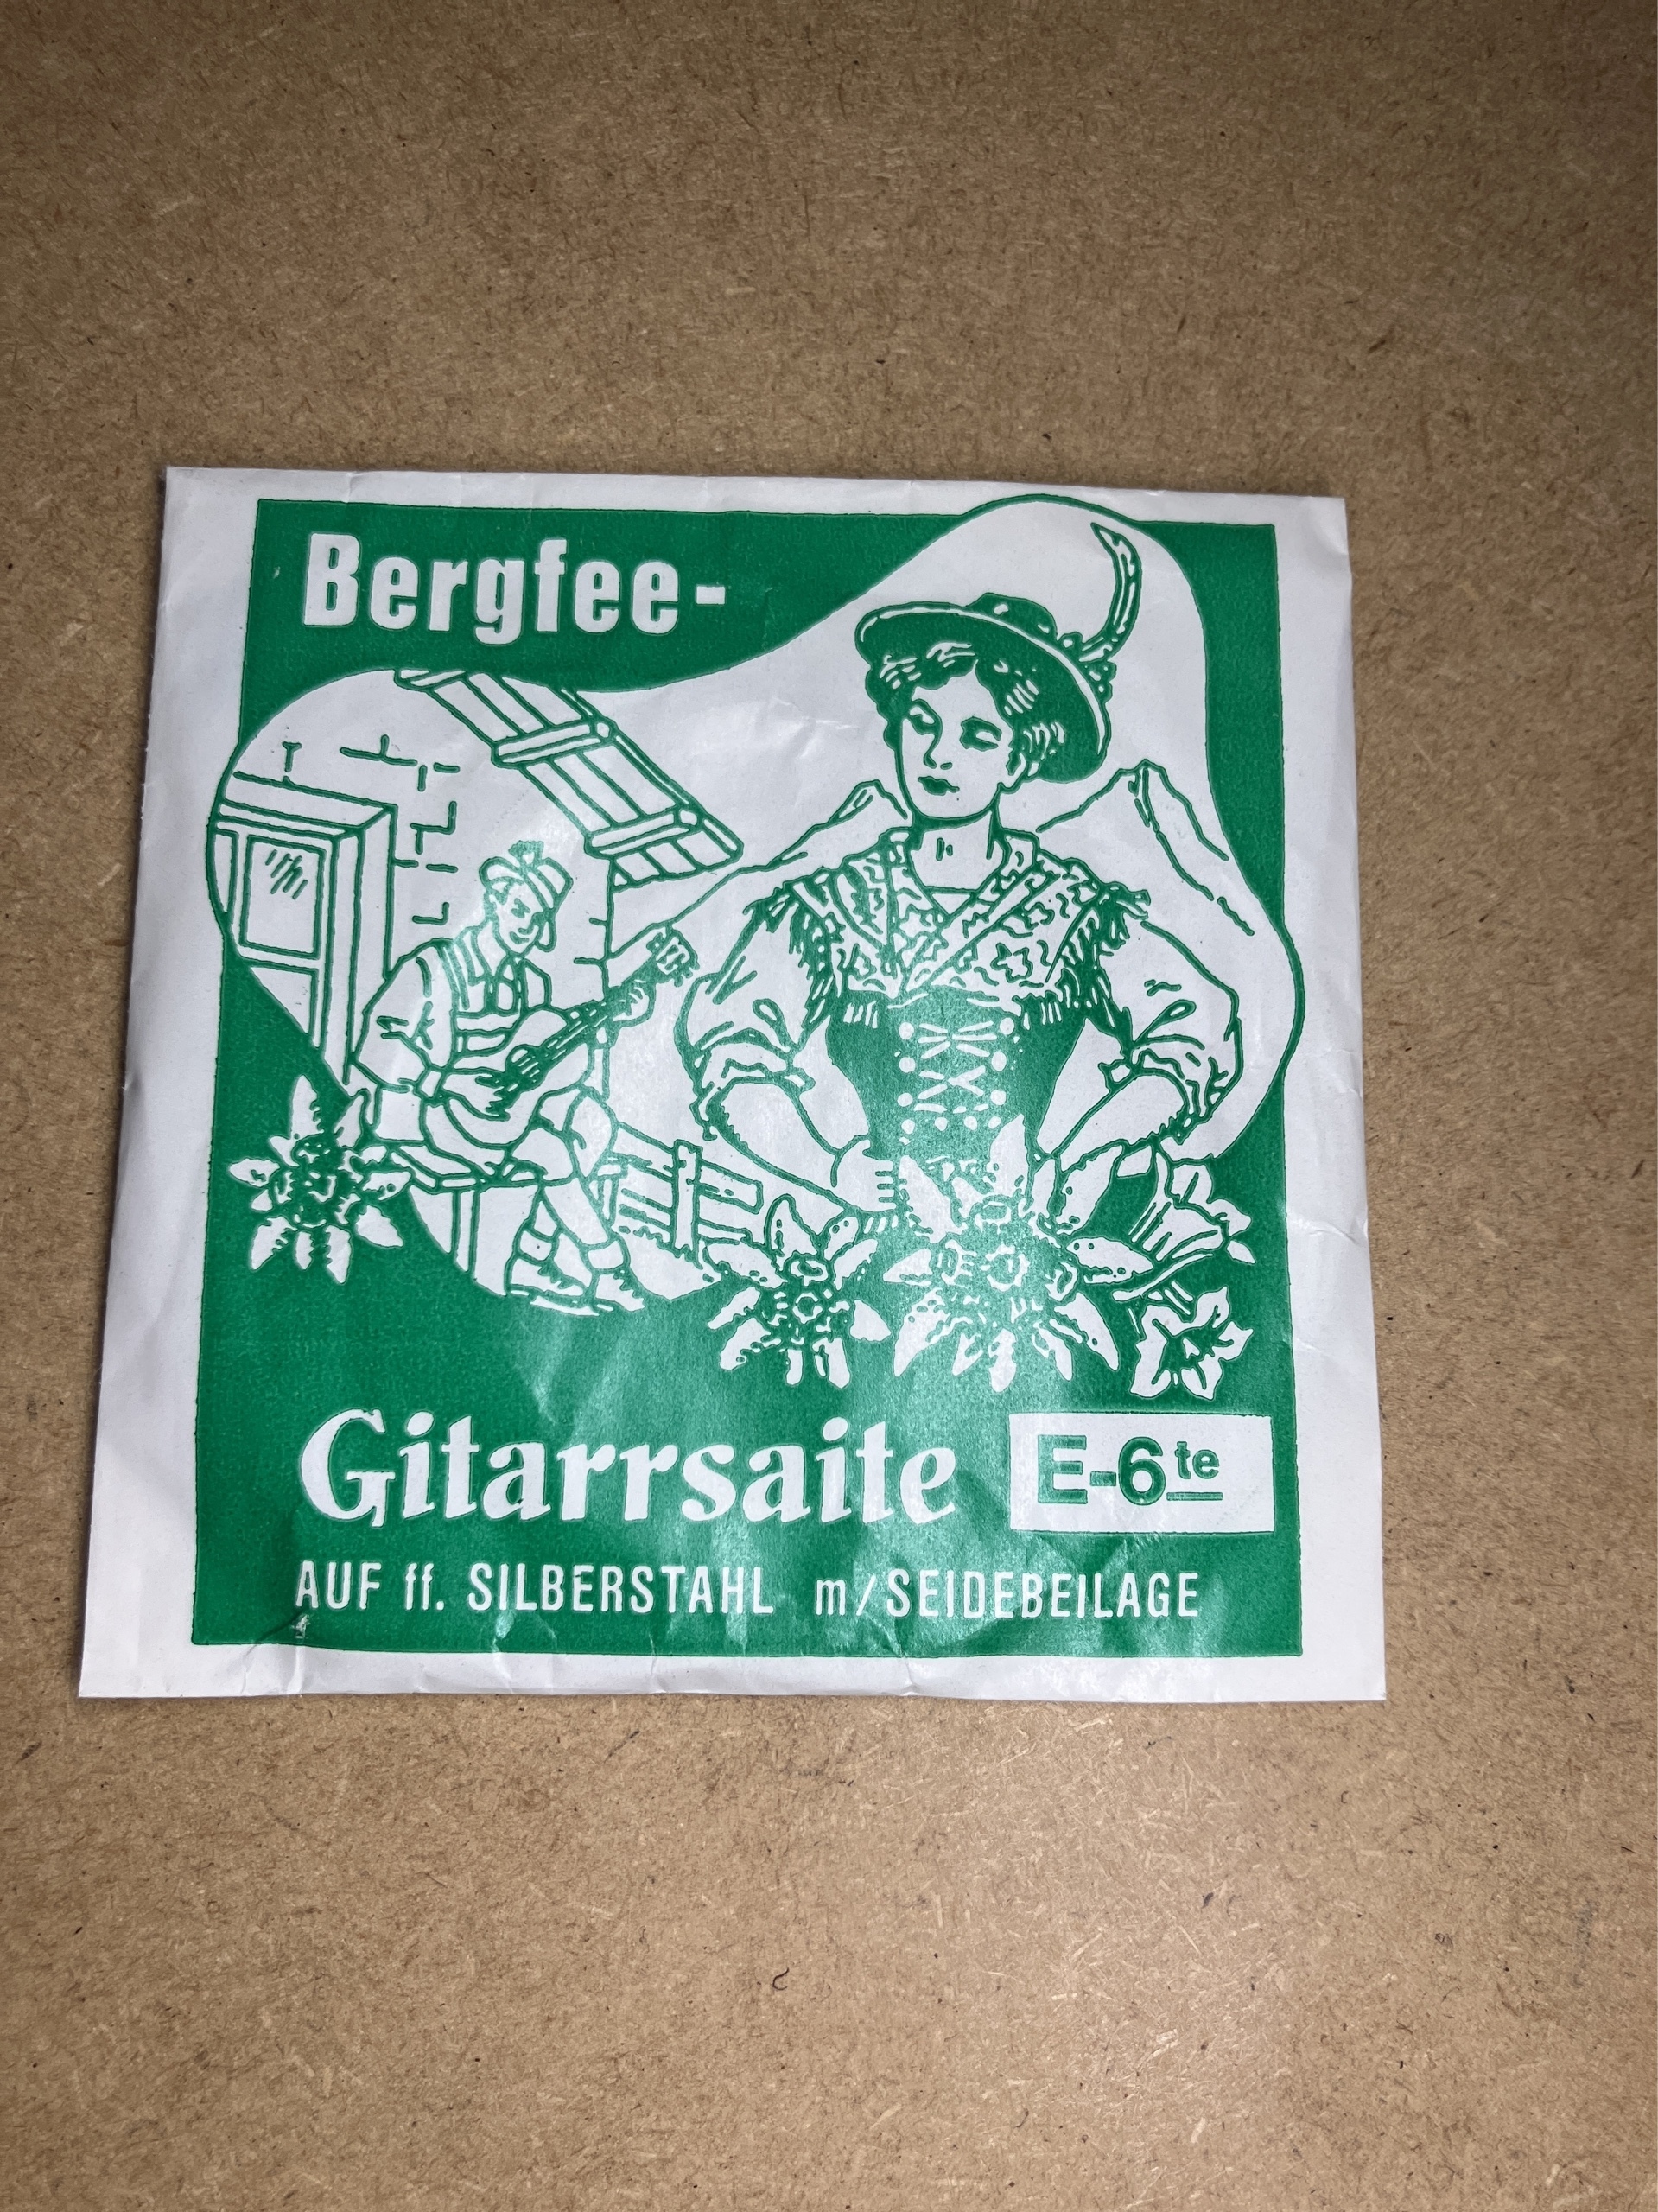 Bergfee-
Gitarrsaite E-6te
AUF ff. SILBERSTAHL m/SEIDEBEILAGE